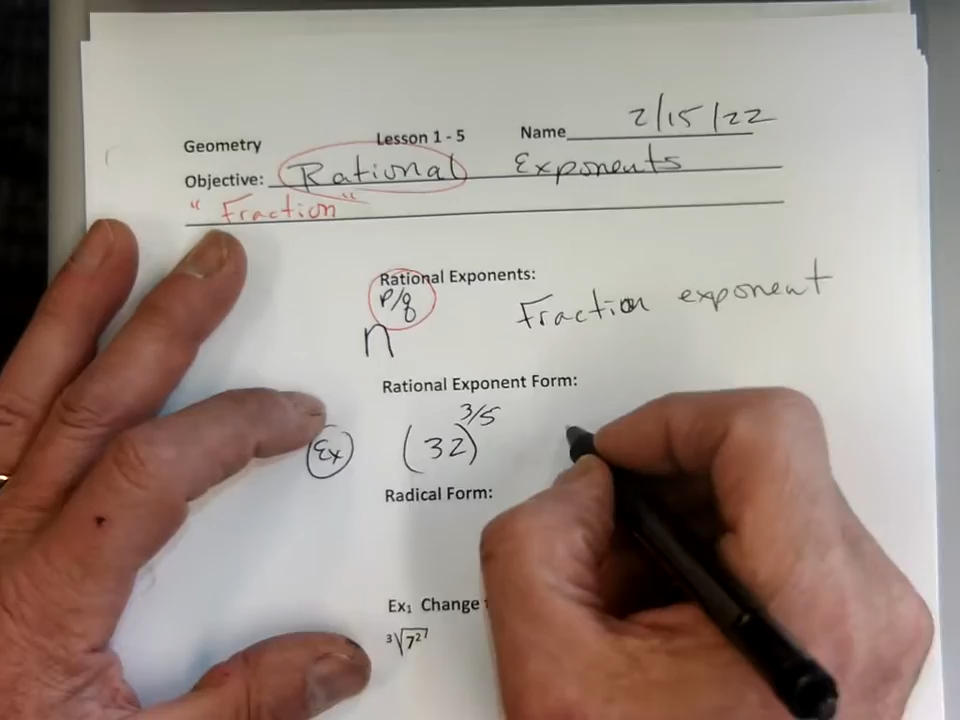 Geometry Lesson 1 - 5 Name 2/15/22
Objective: Rational Exponents
"Fraction"
Rational Exponents:
n^p/q Fraction exponent
Rational Exponent Form:
Ex (32)^3/5
Radical Form:
Ex₁ Change
³√7²